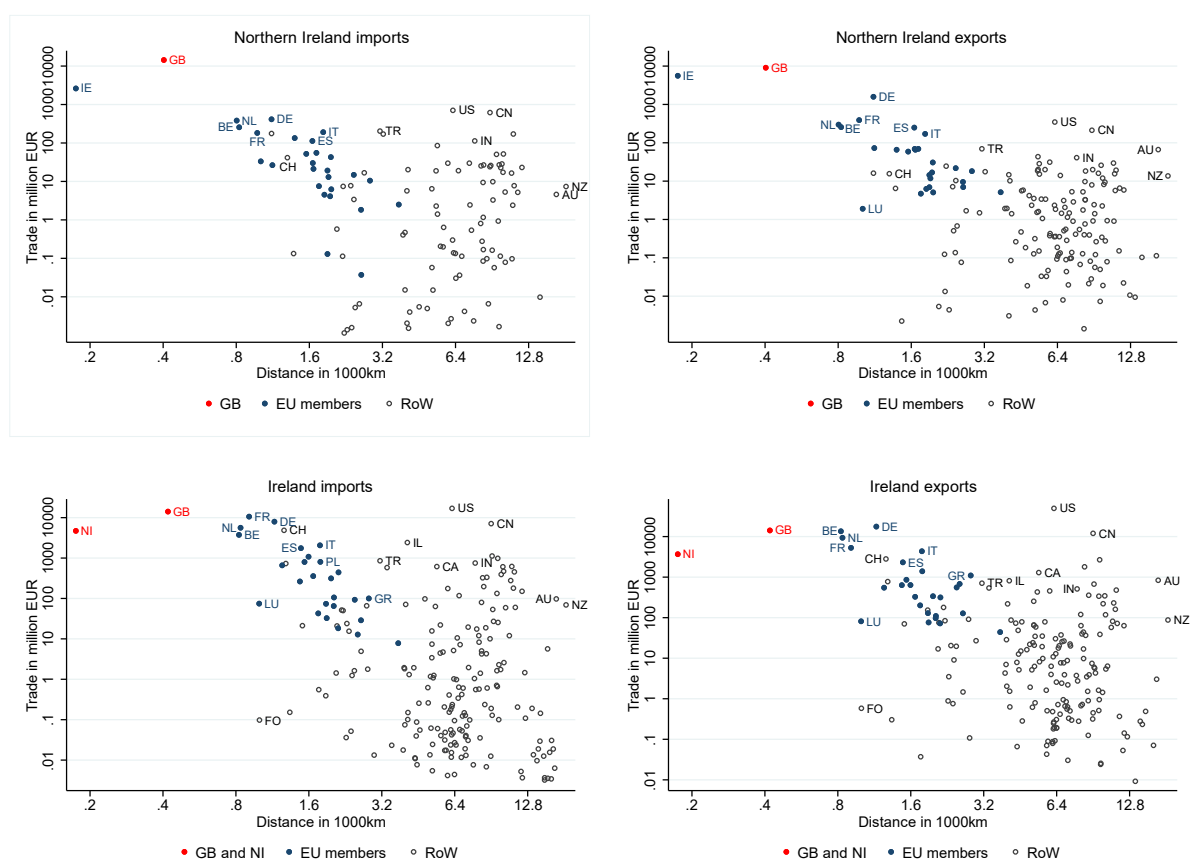 Northern Ireland imports
Trade in million EUR
10000
1000
100
10
1
.1
.01
GB
IE
NL
BE
DE
FR
IT
ES
CH
TR
US
CN
IN
NZ
AU
.2 .4 .8 1.6 3.2 6.4 12.8
Distance in 1000km
GB EU members RoW
Northern Ireland exports
Trade in million EUR
10000
1000
100
10
1
.1
.01
GB
IE
DE
NL
BE
FR
ES
IT
LU
CH
TR
US
CN
IN
AU
NZ
.2 .4 .8 1.6 3.2 6.4 12.8
Distance in 1000km
GB EU members RoW
Ireland imports
Trade in million EUR
10000
1000
100
10
1
.1
.01
NI
GB
FR
NL
BE
DE
CH
ES
IT
PL
LU
GR
FO
US
CN
IL
TR
CA
IN
AU
NZ
.2 .4 .8 1.6 3.2 6.4 12.8
Distance in 1000km
GB and NI EU members RoW
Ireland exports
Trade in million EUR
10000
1000
100
10
1
.1
.01
NI
GB
BE
NL
FR
DE
CH
IT
ES
LU
GR
FO
US
CN
TR
IL
CA
IN
AU
NZ
.2 .4 .8 1.6 3.2 6.4 12.8
Distance in 1000km
GB and NI EU members RoW